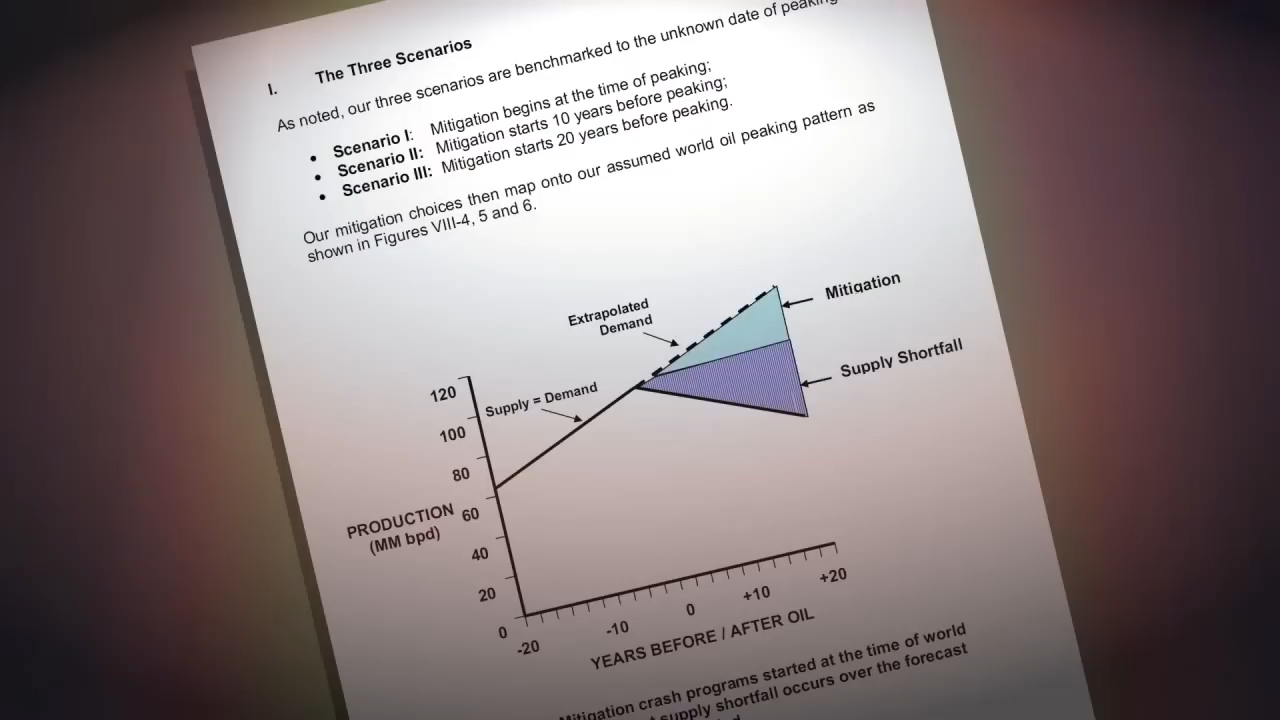 I. The Three Scenarios
As noted, our three scenarios are benchmarked to the unknown date of peaking
• Scenario I: Mitigation begins at the time of peaking;
• Scenario II: Mitigation starts 10 years before peaking;
• Scenario III: Mitigation starts 20 years before peaking.
Our mitigation choices then map onto our assumed world oil peaking pattern as
shown in Figures VIII-4, 5 and 6.
Mitigation
Extrapolated
Demand
Supply Shortfall
Supply = Demand
120
100
80
60
40
20
0
PRODUCTION
(MM bpd)
-20
-10
0
+10
+20
YEARS BEFORE / AFTER OIL
Mitigation crash programs started at the time of world
supply shortfall occurs over the forecast